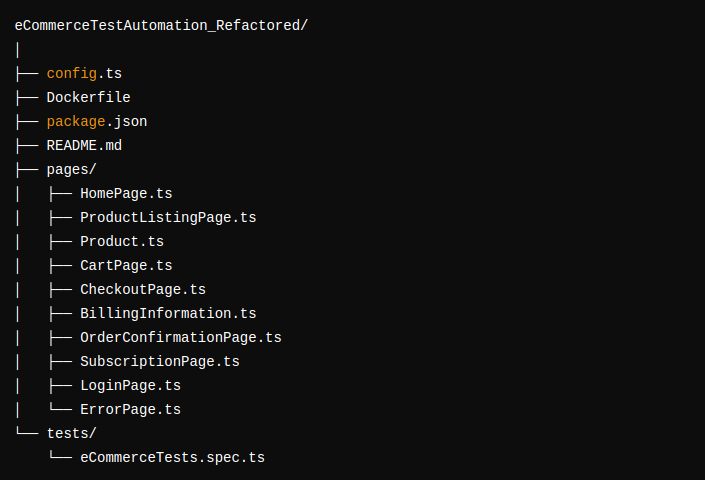 eCommerceTestAutomation_Refactored/
│
├── config.ts
├── Dockerfile
├── package.json
├── README.md
├── pages/
│   ├── HomePage.ts
│   ├── ProductListingPage.ts
│   ├── Product.ts
│   ├── CartPage.ts
│   ├── CheckoutPage.ts
│   ├── BillingInformation.ts
│   ├── OrderConfirmationPage.ts
│   ├── SubscriptionPage.ts
│   ├── LoginPage.ts
│   └── ErrorPage.ts
└── tests/
    └── eCommerceTests.spec.ts